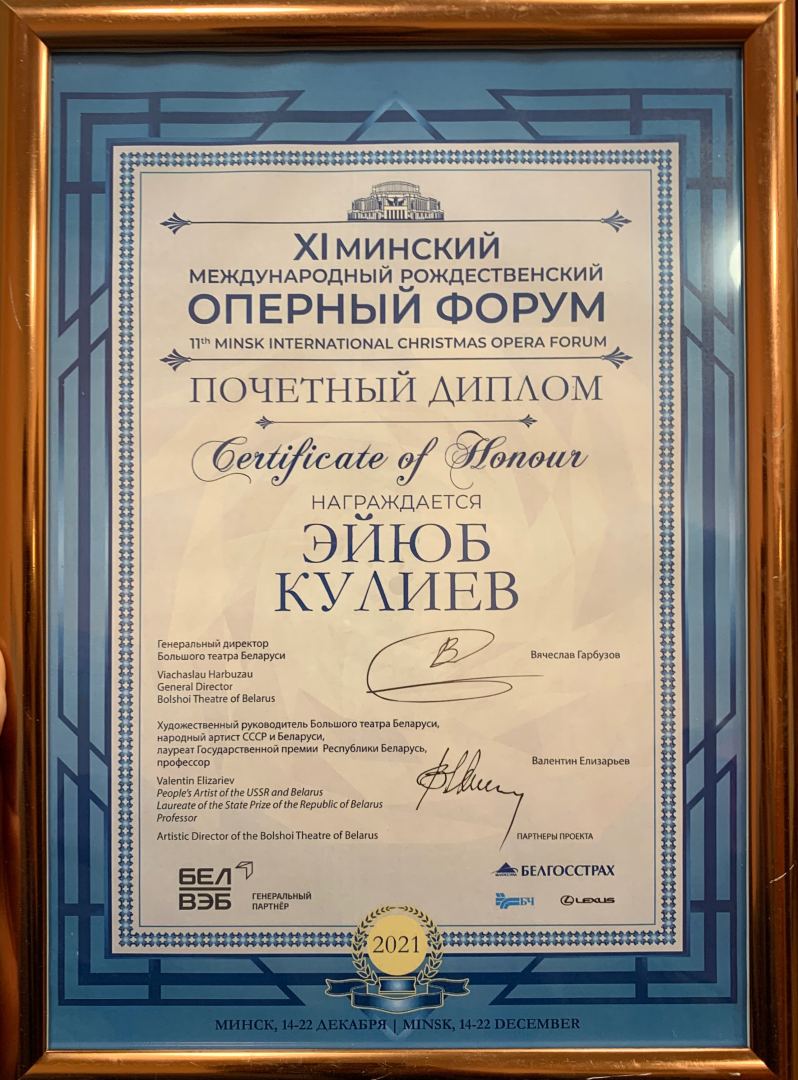 XI МИНСКИЙ
МЕЖДУНАРОДНЫЙ РОЖДЕСТВЕНСКИЙ
ОПЕРНЫЙ ФОРУМ
11th MINSK INTERNATIONAL CHRISTMAS OPERA FORUM
ПОЧЕТНЫЙ ДИПЛОМ
Certificate of Honour
НАГРАЖДАЕТСЯ
ЭЙЮБ
КУЛИЕВ
Генеральный директор
Большого театра Беларуси
Viachaslau Harbuzau
General Director
Bolshoi Theatre of Belarus
Вячеслав Гарбузов
Художественный руководитель Большого театра Беларуси,
народный артист СССР и Беларуси,
лауреат Государственной премии Республики Беларусь,
профессор
Valentin Elizariev
People's Artist of the USSR and Belarus
Laureate of the State Prize of the Republic of Belarus
Professor
Artistic Director of the Bolshoi Theatre of Belarus
Валентин Елизарьев
ПАРТНЕРЫ ПРОЕКТА
БЕЛ
ВЭБ
ГЕНЕРАЛЬНЫЙ
ПАРТНЁР
БЕЛГОССТРАХ
БЧ
LEXUS
2021
МИНСК, 14-22 ДЕКАБРЯ | MINSK, 14-22 DECEMBER